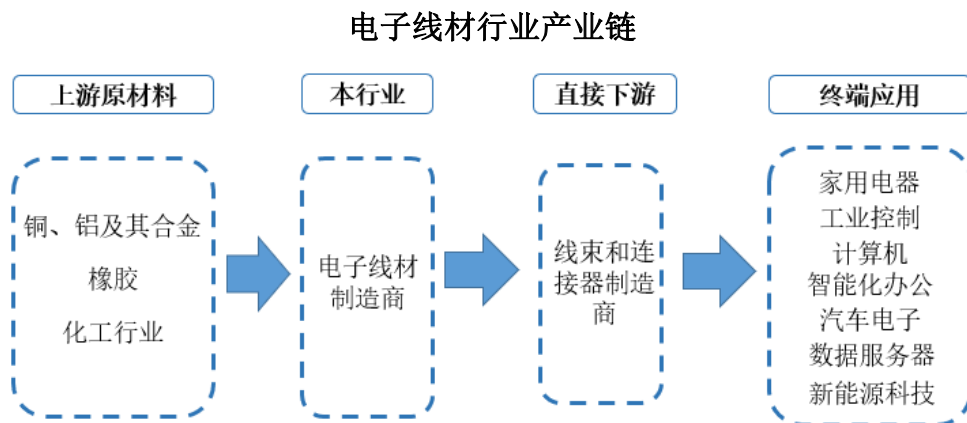 电子线材行业产业链
上游原材料
本行业
直接下游
终端应用
铜、铝及其合金
橡胶
化工行业
电子线材
制造商
线束和连
接器制造
商
家用电器
工业控制
计算机
智能化办公
汽车电子
数据服务器
新能源科技